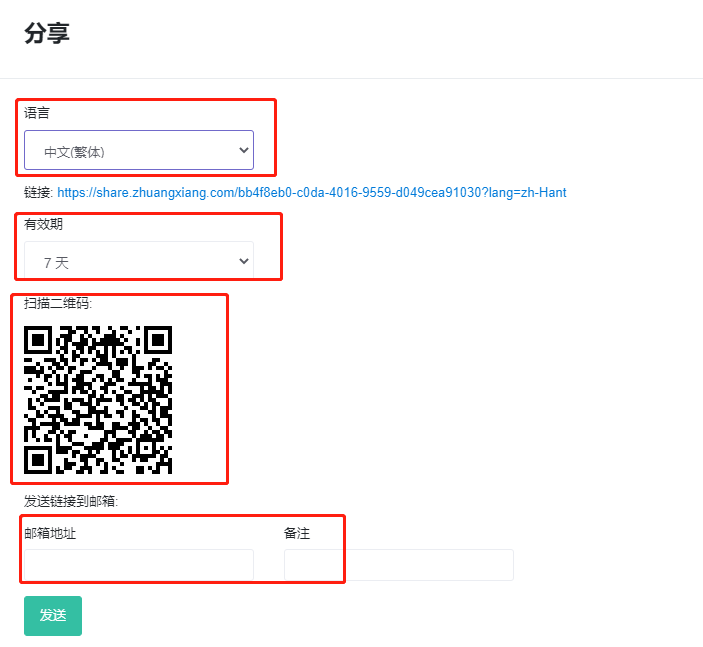 分享
语言
中文(繁体)
链接: https://share.zhuangxiang.com/bb4f8eb0-c0da-4016-9559-d049cea91030?lang=zh-Hant
有效期
7 天
扫描二维码:
发送链接到邮箱:
邮箱地址 备注
发送